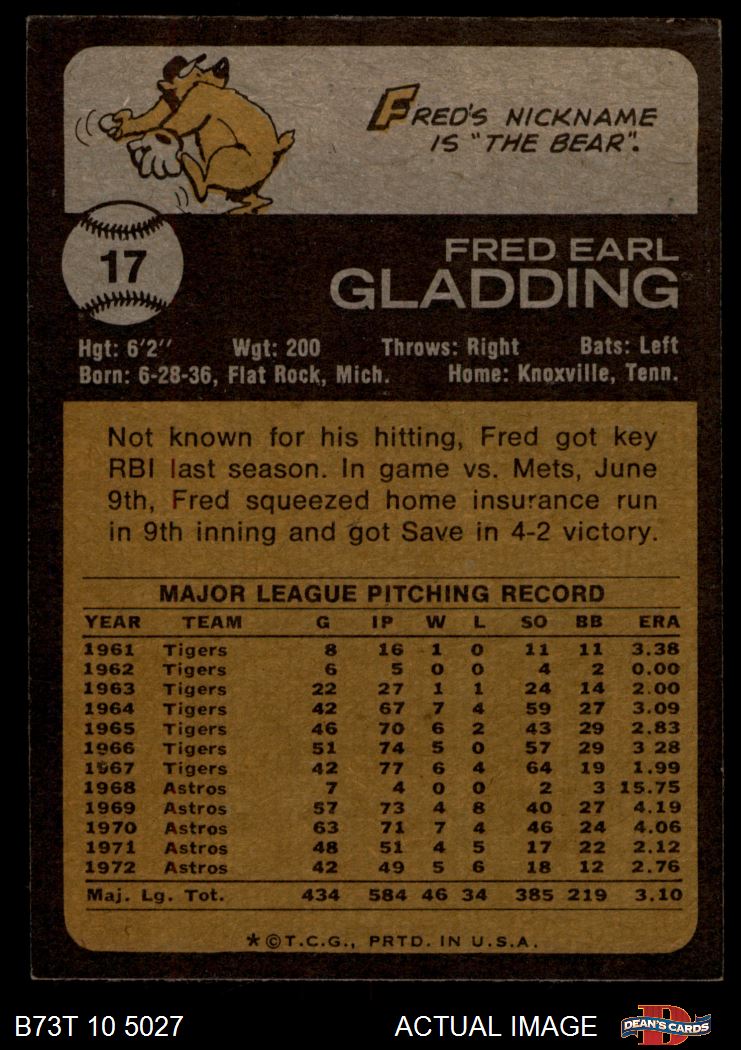 FRED'S NICKNAME
IS "THE BEAR".
17
FRED EARL
GLADDING
Hgt: 6'2'' Wgt: 200 Throws: Right Bats: Left
Born: 6-28-36, Flat Rock, Mich. Home: Knoxville, Tenn.
Not known for his hitting, Fred got key
RBI last season. In game vs. Mets, June
9th, Fred squeezed home insurance run
in 9th inning and got Save in 4-2 victory.
MAJOR LEAGUE PITCHING RECORD
YEAR TEAM G IP W L SO BB ERA
1961 Tigers 8 16 1 0 11 11 3.38
1962 Tigers 6 5 0 0 4 2 0.00
1963 Tigers 22 27 1 1 24 14 2.00
1964 Tigers 42 67 7 4 59 27 3.09
1965 Tigers 46 70 6 2 43 29 2.83
1966 Tigers 51 74 5 0 57 29 3 28
1967 Tigers 42 77 6 4 64 19 1.99
1968 Astros 7 4 0 0 2 3 15.75
1969 Astros 57 73 4 8 40 27 4.19
1970 Astros 63 71 7 4 46 24 4.06
1971 Astros 48 51 4 5 17 22 2.12
1972 Astros 42 49 5 6 18 12 2.76
Maj. Lg. Tot. 434 584 46 34 385 219 3.10
*©T.C.G., PRTD. IN U.S.A.
B73T 10 5027 ACTUAL IMAGE D DEAN'S CARDS